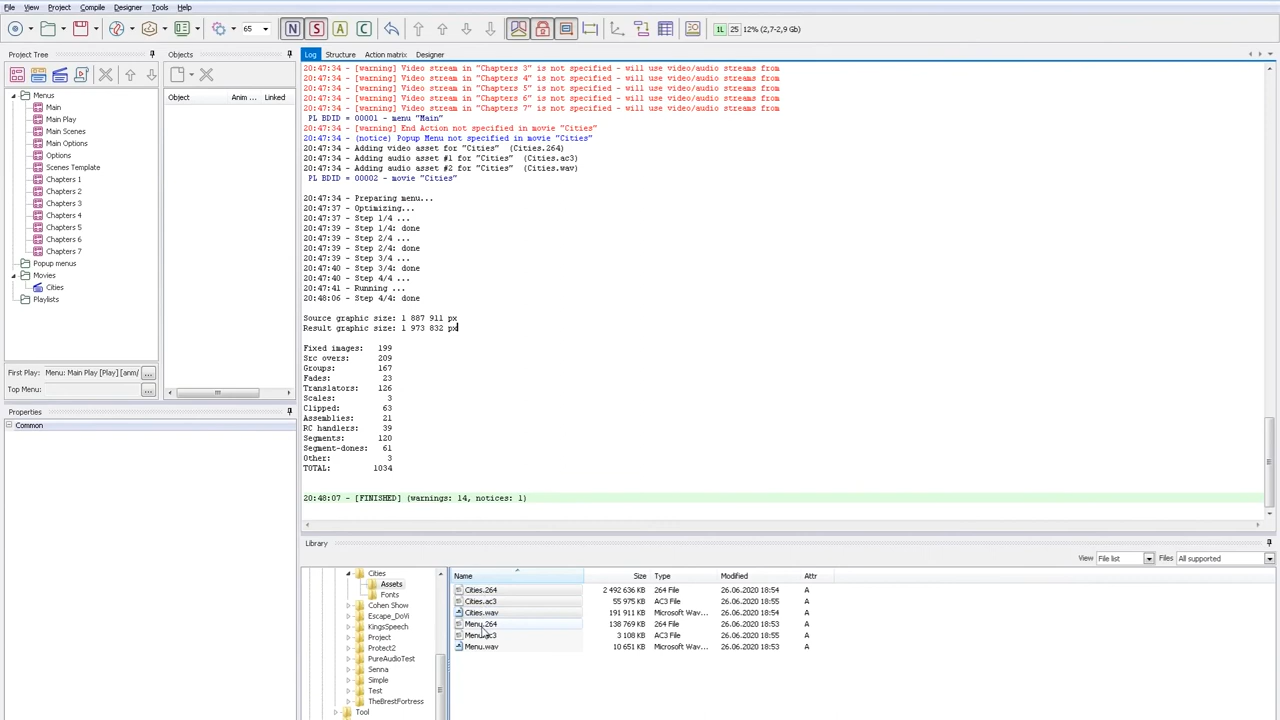 File View Project Compile Designer Tools Help
65 N S A C 1L 25 12% (2,7-2,9 Gb)
Project Tree
Objects
Log Structure Action matrix Designer
Object Anim ... Linked
Menus
Main
Main Play
Main Scenes
Main Options
Options
Scenes Template
Chapters 1
Chapters 2
Chapters 3
Chapters 4
Chapters 5
Chapters 6
Chapters 7
Popup menus
Movies
Cities
Playlists
First Play: Menu: Main Play [Play] [anm/ ...
Top Menu: ...
Properties
Common
20:47:34 - [warning] Video stream in "Chapters 3" is not specified - will use video/audio streams from
20:47:34 - [warning] Video stream in "Chapters 4" is not specified - will use video/audio streams from
20:47:34 - [warning] Video stream in "Chapters 5" is not specified - will use video/audio streams from
20:47:34 - [warning] Video stream in "Chapters 6" is not specified - will use video/audio streams from
20:47:34 - [warning] Video stream in "Chapters 7" is not specified - will use video/audio streams from
PL BDID = 00001 - menu "Main"
20:47:34 - [warning] End Action not specified in movie "Cities"
20:47:34 - (notice) Popup Menu not specified in movie "Cities"
20:47:34 - Adding video asset for "Cities" (Cities.264)
20:47:34 - Adding audio asset #1 for "Cities" (Cities.ac3)
20:47:34 - Adding audio asset #2 for "Cities" (Cities.wav)
PL BDID = 00002 - movie "Cities"
20:47:34 - Preparing menu...
20:47:37 - Optimizing...
20:47:37 - Step 1/4 ...
20:47:39 - Step 1/4: done
20:47:39 - Step 2/4 ...
20:47:39 - Step 2/4: done
20:47:39 - Step 3/4 ...
20:47:40 - Step 3/4: done
20:47:40 - Step 4/4 ...
20:47:41 - Running ...
20:48:06 - Step 4/4: done
Source graphic size: 1 887 911 px
Result graphic size: 1 973 832 px
Fixed images: 199
Src overs: 209
Groups: 167
Fades: 23
Translators: 126
Scales: 3
Clipped: 63
Assemblies: 21
RC handlers: 39
Segments: 120
Segment-dones: 61
Other: 3
TOTAL: 1034
20:48:07 - [FINISHED] (warnings: 14, notices: 1)
Library
View File list Files All supported
Cities
Assets
Fonts
Cohen Show
Escape_DoVi
KingsSpeech
Project
Protect2
PureAudioTest
Senna
Simple
Test
TheBrestFortress
Tool
Name Size Type Modified Attr
Cities.264 2 492 636 KB 264 File 26.06.2020 18:54 A
Cities.ac3 55 975 KB AC3 File 26.06.2020 18:55 A
Cities.wav 191 911 KB Microsoft Wav... 26.06.2020 18:54 A
Menu.264 138 769 KB 264 File 26.06.2020 18:53 A
Menu.ac3 3 108 KB AC3 File 26.06.2020 18:55 A
Menu.wav 10 651 KB Microsoft Wav... 26.06.2020 18:53 A